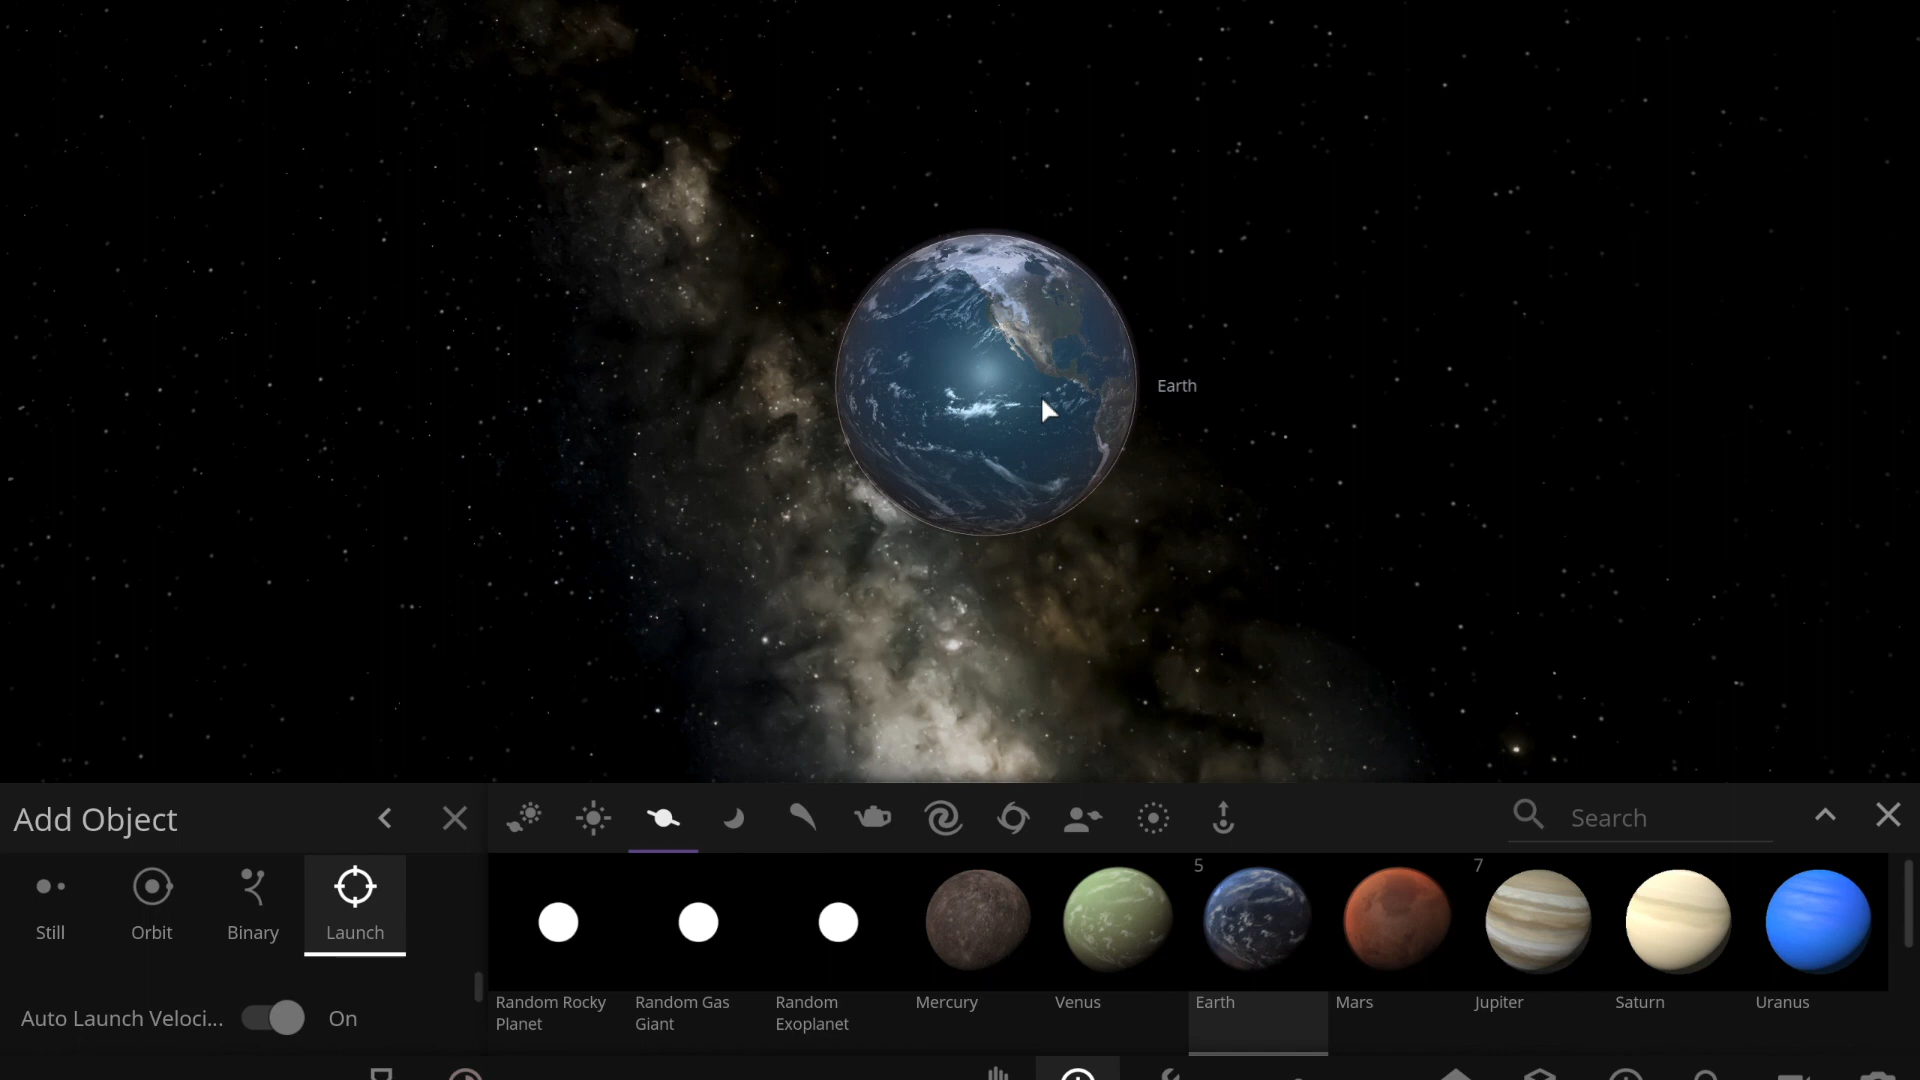 Earth
Add Object
Search
5
7
Still
Orbit
Binary
Launch
Random Rocky
Planet
Random Gas
Giant
Random
Exoplanet
Mercury
Venus
Earth
Mars
Jupiter
Saturn
Uranus
Auto Launch Veloci...
On